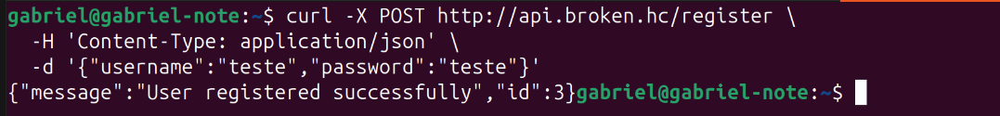 gabriel@gabriel-note:~$ curl -X POST http://api.broken.hc/register \
  -H 'Content-Type: application/json' \
  -d '{"username":"teste","password":"teste"}'
{"message":"User registered successfully","id":3}gabriel@gabriel-note:~$